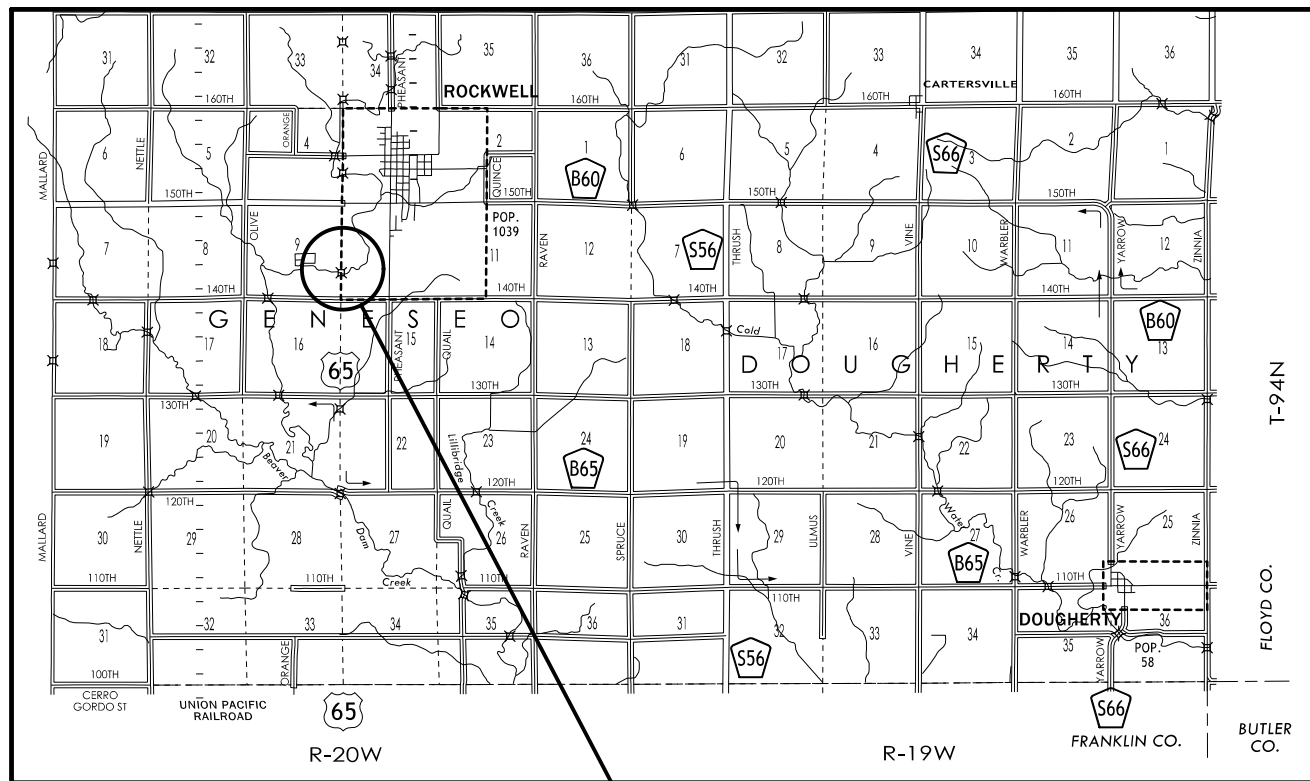 31 32 33 34 35 36 31 32 33 34 35 36
PHEASANT
ROCKWELL
CARTERSVILLE
160TH 160TH 160TH 160TH 160TH
MALLARD
NETTLE
ORANGE
6 5 4 2 1 6 5 4 3 2 1
S66
B60
QUINCE
150TH 150TH 150TH 150TH
POP.
1039
OLIVE
7 8 9 11 12 7 8 9 10 11 12
S56
RAVEN
THRUSH
VINE
WARBLER
YARROW
ZINNIA
140TH 140TH 140TH 140TH
GENESEO
Cold
B60
18 17 16 15 14 13 18 17 16 15 14 13
65
PHEASANT
QUAIL
DOUGHERTY
130TH 130TH 130TH
T-94N
130TH
19 20 21 22 23 24 19 20 21 22 23 24
Beaver
Lillibridge
Creek
B65
S66
120TH 120TH 120TH 120TH
MALLARD
NETTLE
QUAIL
RAVEN
SPRUCE
THRUSH
ULMUS
VINE
Water
WARBLER
YARROW
ZINNIA
30 29 28 27 26 25 30 29 28 27 26 25
Dam
Creek
B65
110TH 110TH 110TH 110TH
110TH
DOUGHERTY
31 32 33 34 35 36 31 32 33 34 35 36
POP.
58
ORANGE
S56
YARROW
FLOYD CO.
100TH
CERRO
GORDO ST
UNION PACIFIC
RAILROAD
65
S66
FRANKLIN CO.
BUTLER
CO.
R-20W
R-19W